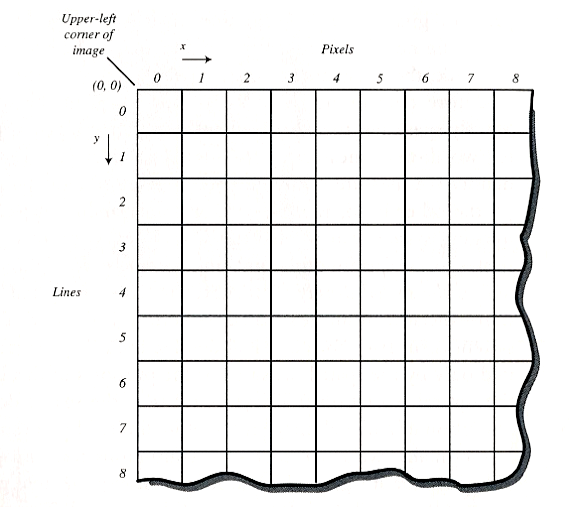 Upper-left
corner of
image
x
Pixels
(0, 0)
0 1 2 3 4 5 6 7 8
0
y
1
2
3
Lines
4
5
6
7
8